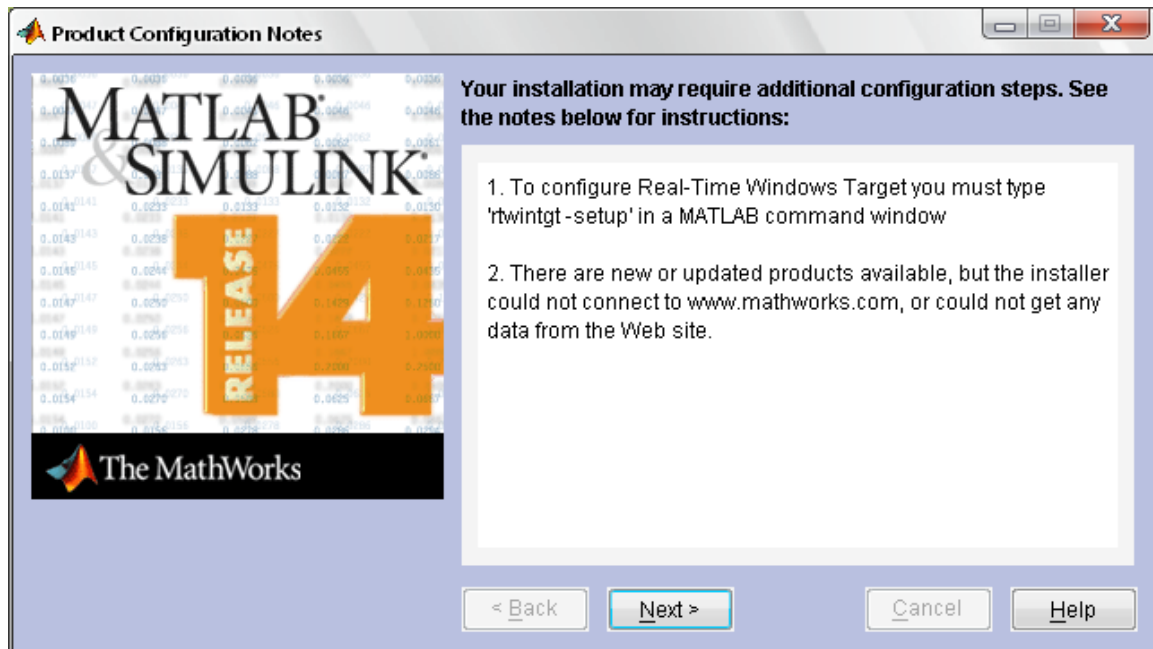 Product Configuration Notes
MATLAB®
& SIMULINK®
RELEASE 14
The MathWorks
Your installation may require additional configuration steps. See
the notes below for instructions:
1. To configure Real-Time Windows Target you must type
'rtwintgt -setup' in a MATLAB command window
2. There are new or updated products available, but the installer
could not connect to www.mathworks.com, or could not get any
data from the Web site.
< Back
Next >
Cancel
Help